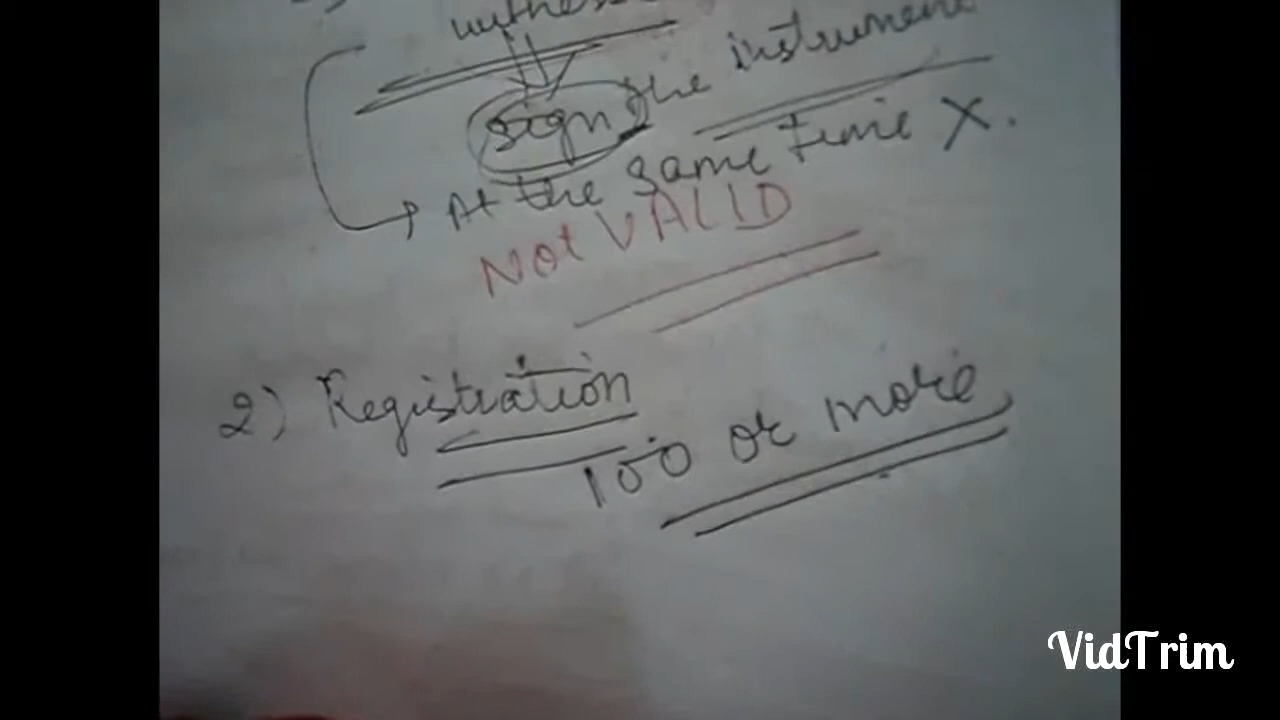 sign the instrument
At the same time X.
Not VALID
2) Registration
100 or more
VidTrim